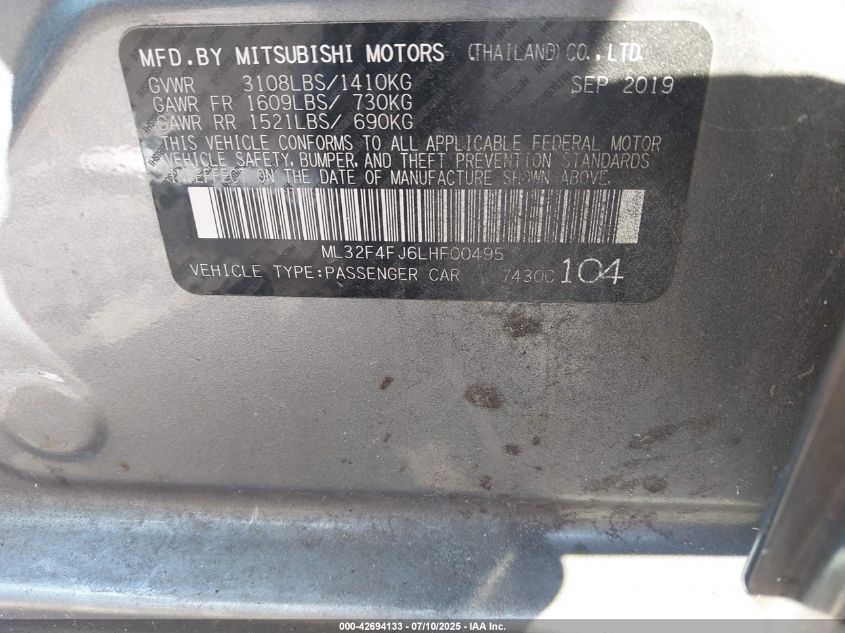 MFD.BY MITSUBISHI MOTORS (THAILAND) CO.,LTD.
GVWR 3108LBS/1410KG SEP 2019
GAWR FR 1609LBS/ 730KG
GAWR RR 1521LBS/ 690KG
THIS VEHICLE CONFORMS TO ALL APPLICABLE FEDERAL MOTOR
VEHICLE SAFETY, BUMPER, AND THEFT PREVENTION STANDARDS
IN EFFECT ON THE DATE OF MANUFACTURE SHOWN ABOVE.
ML32F4FJ6LHF00495
VEHICLE TYPE:PASSENGER CAR 74300 104
000-42694133 - 07/10/2025 - IAA Inc.